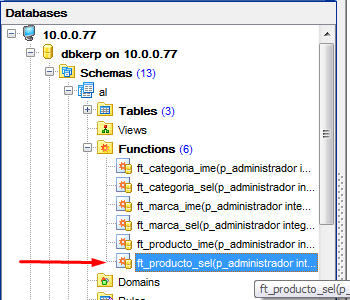 Databases
10.0.0.77
dbkerp on 10.0.0.77
Schemas (13)
al
Tables (3)
Views
Functions (6)
ft_categoria_ime(p_administrador i...
ft_categoria_sel(p_administrador in...
ft_marca_ime(p_administrador inte...
ft_marca_sel(p_administrador integ...
ft_producto_ime(p_administrador in...
ft_producto_sel(p_administrador int...
Domains
ft_producto_sel(p_
Rules